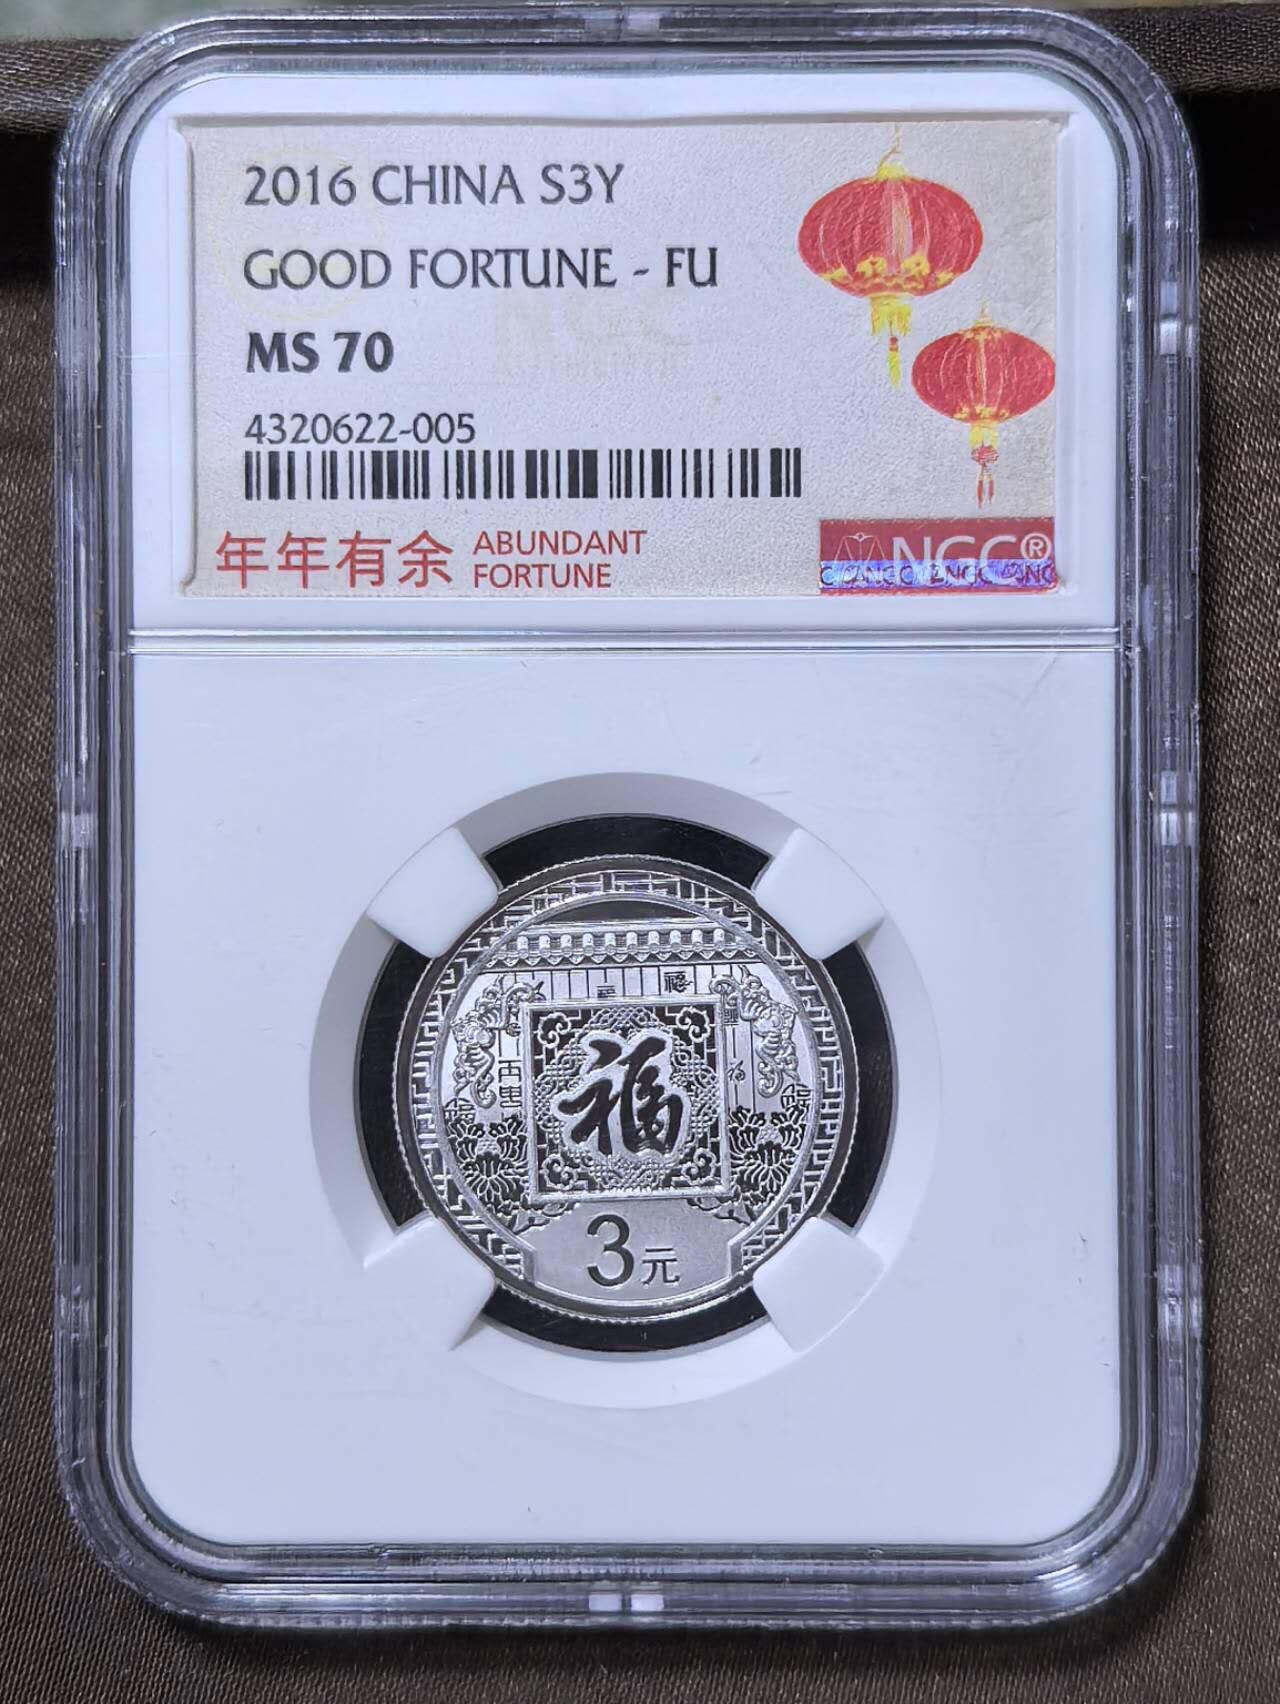 2016 CHINA S3Y
GOOD FORTUNE - FU
MS 70
4320622-005
年年有余 ABUNDANT FORTUNE
NGC®
福
丙申
3元